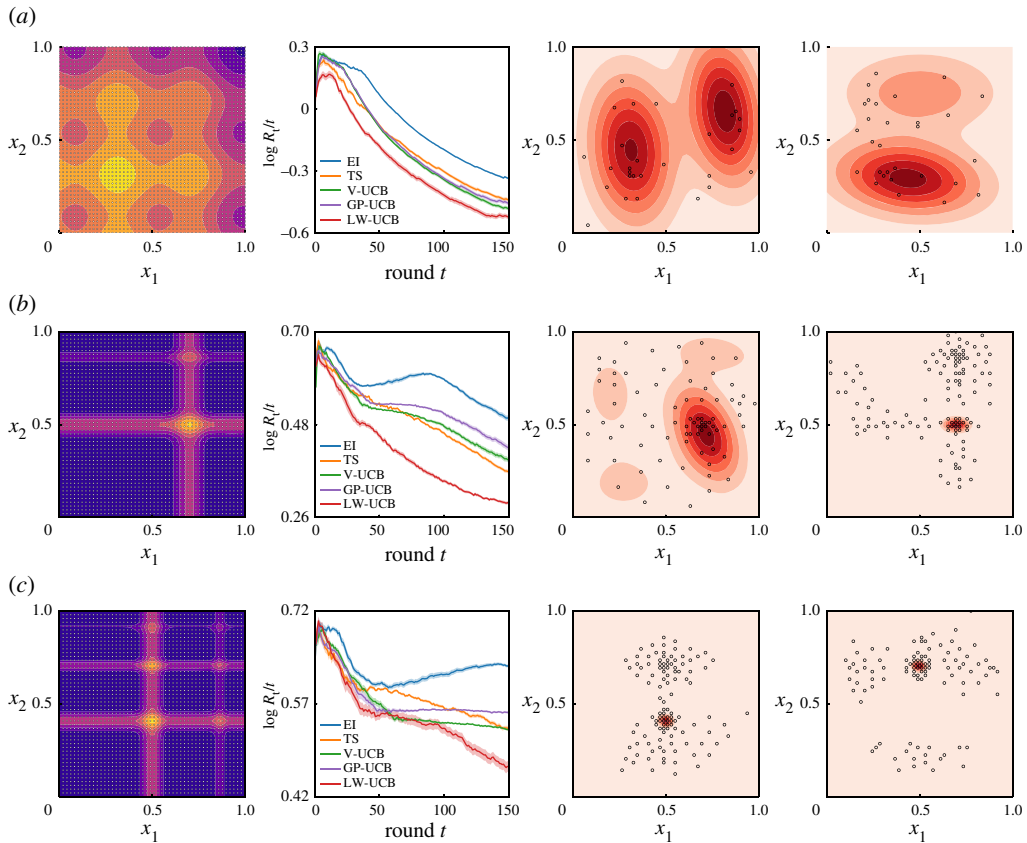 (a)
1.0
x2 0.5
0 0.5 1.0
x1
0.3
0
−0.3
−0.6
log Rt/t
EI
TS
V-UCB
GP-UCB
LW-UCB
0 50 100 150
round t
1.0
x2 0.5
0 0.5 1.0
x1
1.0
x2 0.5
0 0.5 1.0
x1
(b)
1.0
x2 0.5
0 0.5 1.0
x1
0.70
0.48
0.26
log Rt/t
EI
TS
V-UCB
GP-UCB
LW-UCB
0 50 100 150
round t
1.0
x2 0.5
0 0.5 1.0
x1
1.0
x2 0.5
0 0.5 1.0
x1
(c)
1.0
x2 0.5
0 0.5 1.0
x1
0.72
0.57
0.42
log Rt/t
EI
TS
V-UCB
GP-UCB
LW-UCB
0 50 100 150
round t
1.0
x2 0.5
0 0.5 1.0
x1
1.0
x2 0.5
0 0.5 1.0
x1